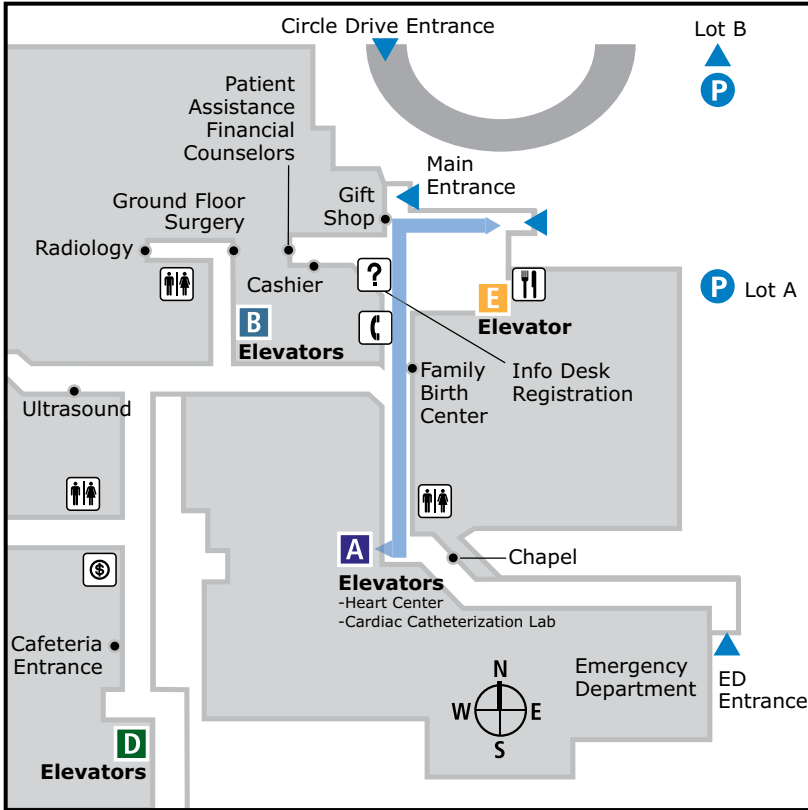 Circle Drive Entrance
Lot B
P
Patient
Assistance
Financial
Counselors
Main
Entrance
Gift
Shop
Ground Floor
Surgery
Radiology
Cashier
?
P
Lot A
E
Elevator
B
Elevators
Info Desk
Registration
Family
Birth
Center
Ultrasound
A
Elevators
-Heart Center
-Cardiac Catheterization Lab
Chapel
$
Cafeteria
Entrance
Emergency
Department
ED
Entrance
N
W
E
S
D
Elevators